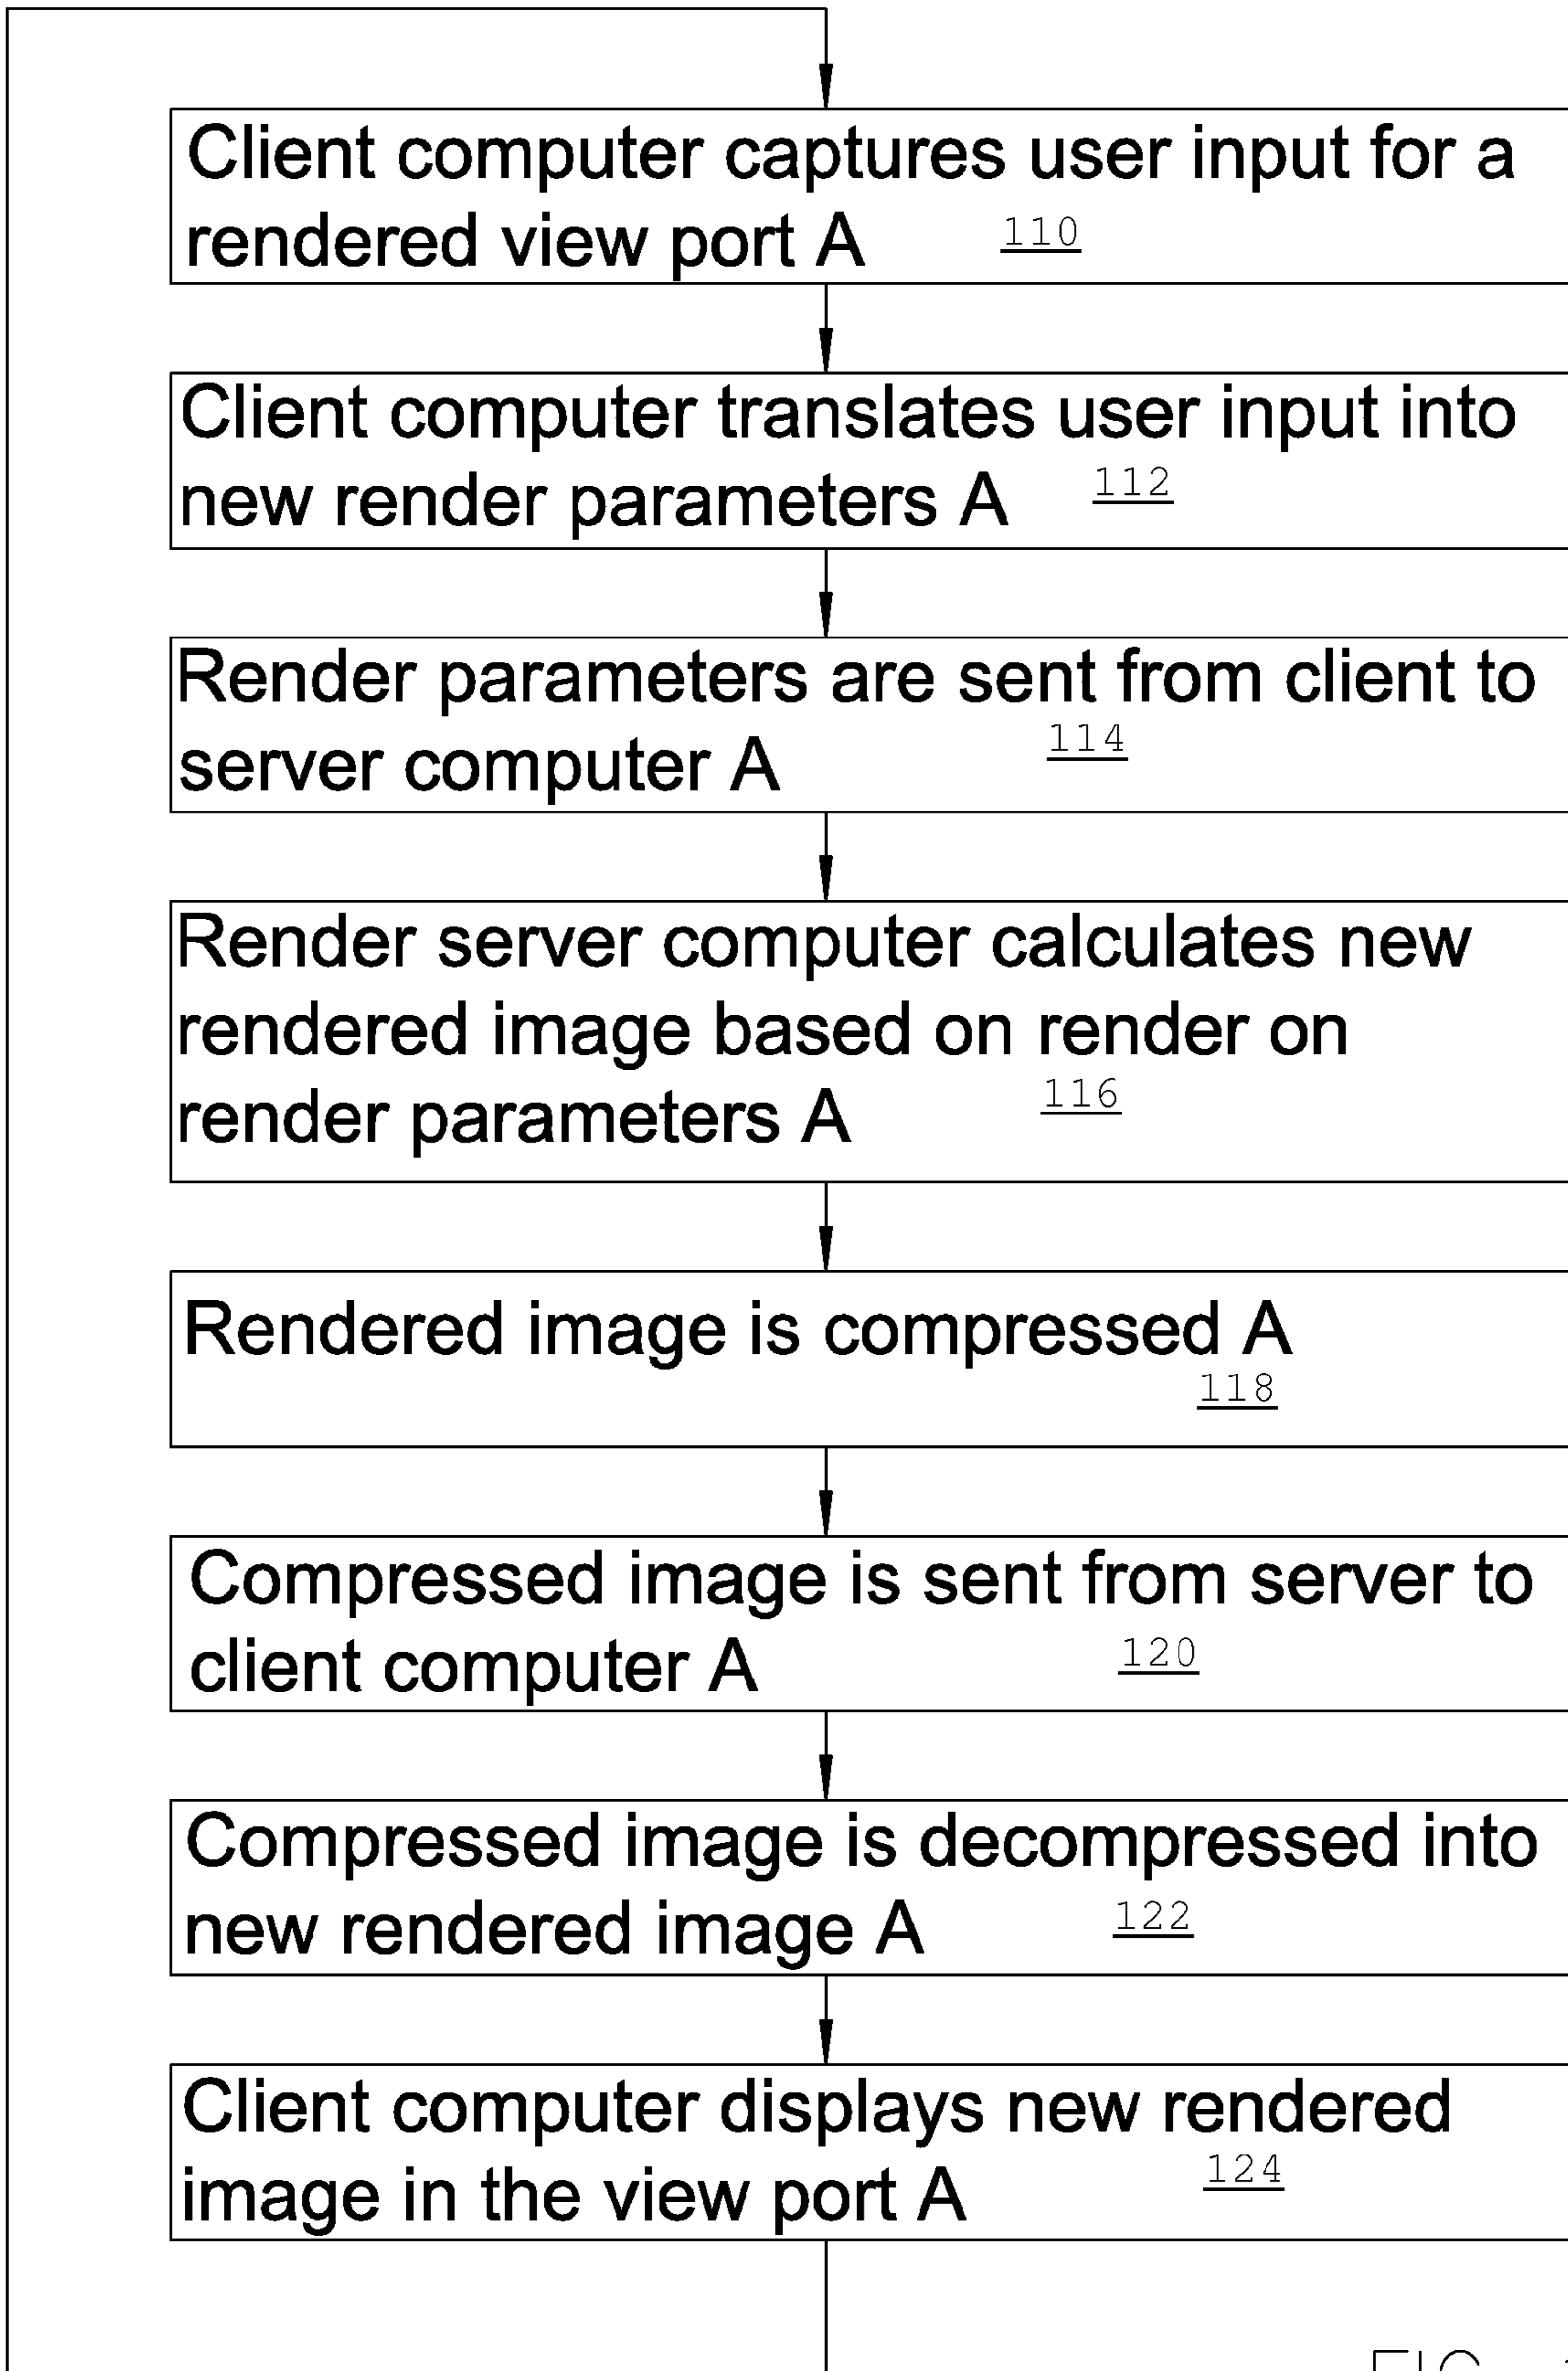 Client computer captures user input for a
rendered view port A 110
Client computer translates user input into
new render parameters A 112
Render parameters are sent from client to
server computer A 114
Render server computer calculates new
rendered image based on render on
render parameters A 116
Rendered image is compressed A
118
Compressed image is sent from server to
client computer A 120
Compressed image is decompressed into
new rendered image A 122
Client computer displays new rendered
image in the view port A 124